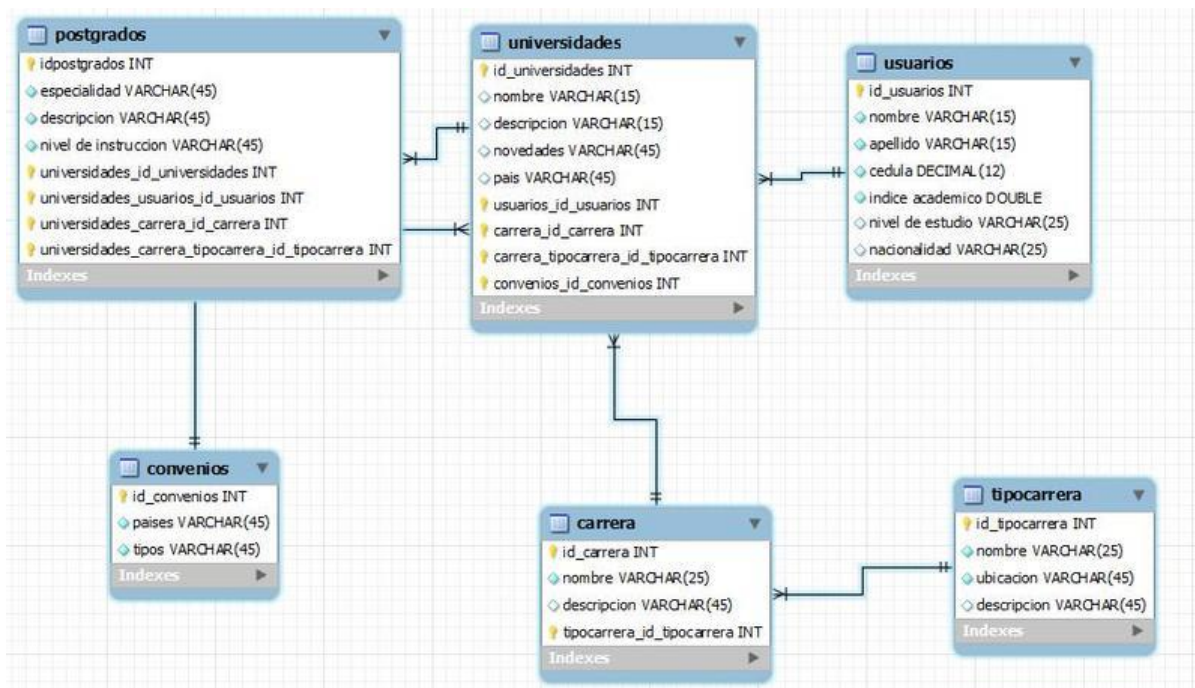 postgrados
idpostgrados INT
especialidad VARCHAR(45)
descripcion VARCHAR(45)
nivel de instruccion VARCHAR(45)
universidades_id_universidades INT
universidades_usuarios_id_usuarios INT
universidades_carrera_id_carrera INT
universidades_carrera_tipocarrera_id_tipocarrera INT
Indexes
universidades
id_universidades INT
nombre VARCHAR(15)
descripcion VARCHAR(15)
novedades VARCHAR(45)
pais VARCHAR(45)
usuarios_id_usuarios INT
carrera_id_carrera INT
carrera_tipocarrera_id_tipocarrera INT
convenios_id_convenios INT
Indexes
usuarios
id_usuarios INT
nombre VARCHAR(15)
apellido VARCHAR(15)
cedula DECIMAL(12)
indice academico DOUBLE
nivel de estudio VARCHAR(25)
nacionalidad VARCHAR(25)
Indexes
convenios
id_convenios INT
paises VARCHAR(45)
tipos VARCHAR(45)
Indexes
carrera
id_carrera INT
nombre VARCHAR(25)
descripcion VARCHAR(45)
tipocarrera_id_tipocarrera INT
Indexes
tipocarrera
id_tipocarrera INT
nombre VARCHAR(25)
ubicacion VARCHAR(45)
descripcion VARCHAR(45)
Indexes